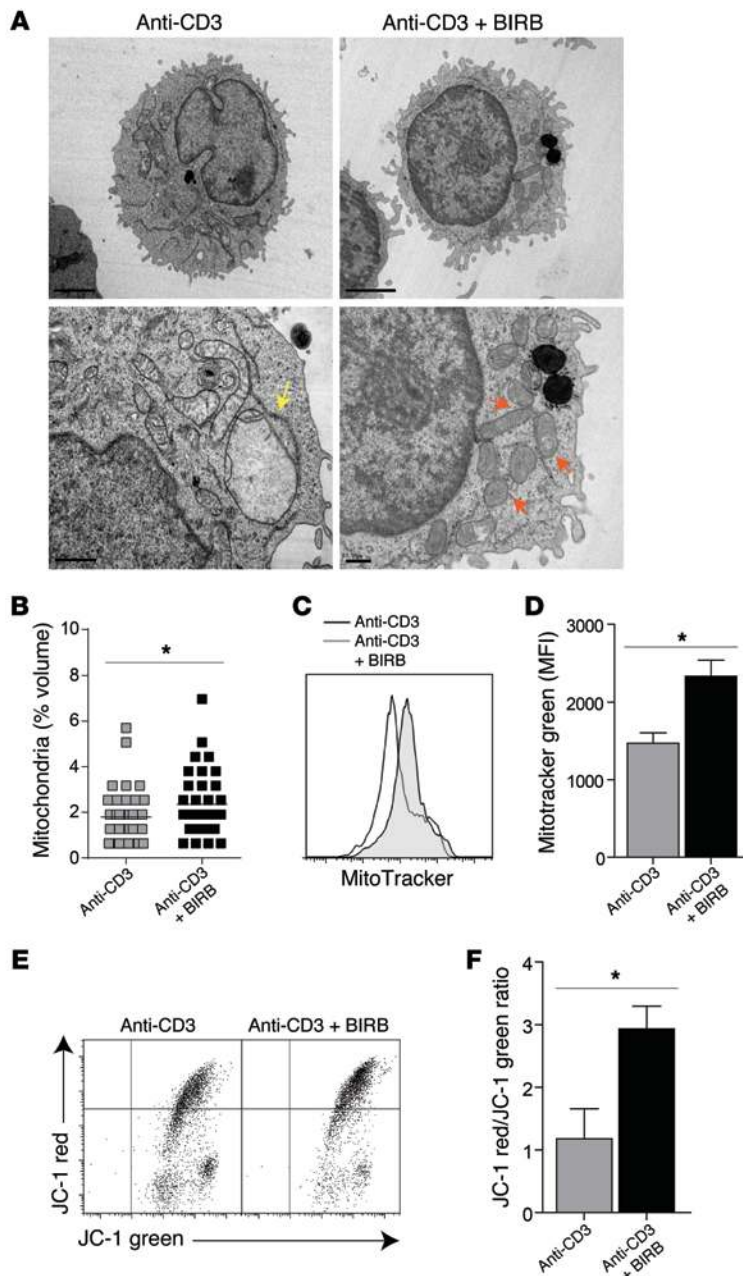 A
Anti-CD3
Anti-CD3 + BIRB
B
Mitochondria (% volume)
10
8
6
4
2
0
*
Anti-CD3
Anti-CD3
+ BIRB
C
Anti-CD3
Anti-CD3
+ BIRB
MitoTracker
D
Mitotracker green (MFI)
3000
2000
1000
0
*
Anti-CD3
Anti-CD3
+ BIRB
E
Anti-CD3
Anti-CD3 + BIRB
JC-1 red
JC-1 green
F
JC-1 red/JC-1 green ratio
4
3
2
1
0
*
Anti-CD3
Anti-CD3
+ BIRB